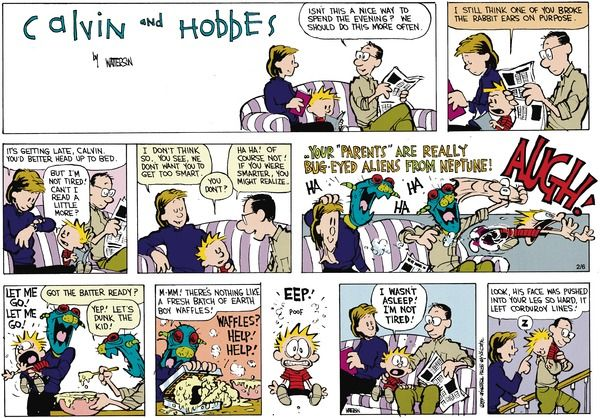 Calvin and Hobbes
by WATERSON
ISN'T THIS A NICE WAY TO
SPEND THE EVENING? WE
SHOULD DO THIS MORE OFTEN.
I STILL THINK ONE OF YOU BROKE
THE RABBIT EARS ON PURPOSE.
IT'S GETTING LATE, CALVIN.
YOU'D BETTER HEAD UP TO BED.
BUT I'M
NOT TIRED!
CAN'T I
READ A
LITTLE
MORE?
I DON'T THINK
SO. YOU SEE, WE
DON'T WANT YOU TO
GET TOO SMART.
YOU
DON'T?
HA HA! OF
COURSE NOT!
IF YOU WERE
SMARTER, YOU
MIGHT REALIZE..
..YOUR "PARENTS" ARE REALLY
BUG-EYED ALIENS FROM NEPTUNE!
HA
HA
AUGH!
2/6
LET ME
GO!
LET ME
GO!
GOT THE BATTER READY?
YEP! LET'S
DUNK THE
KID!
M-MM! THERE'S NOTHING LIKE
A FRESH BATCH OF EARTH
BOY WAFFLES!
WAFFLES?
HELP!
HELP!
EEP!
POOF
I WASN'T
ASLEEP!
I'M NOT
TIRED!
WATERSON
LOOK, HIS FACE WAS PUSHED
INTO YOUR LEG SO HARD, IT
LEFT CORDUROY LINES!
Z